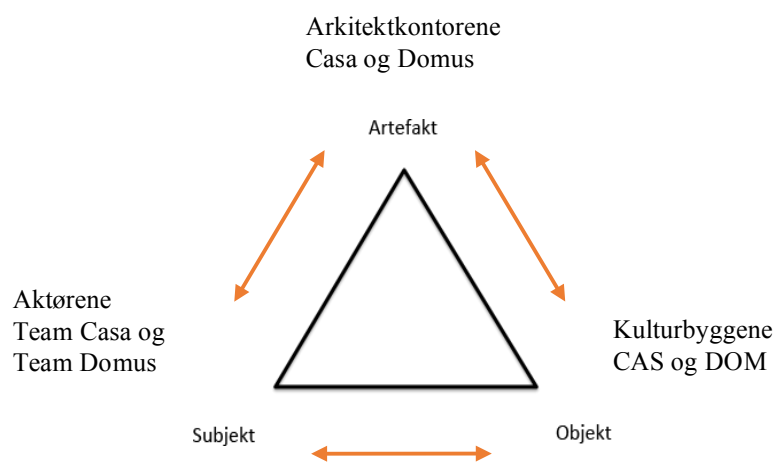 Arkitektkontorene
Casa og Domus
Artefakt
Aktørene
Team Casa og
Team Domus
Kulturbyggene
CAS og DOM
Subjekt
Objekt